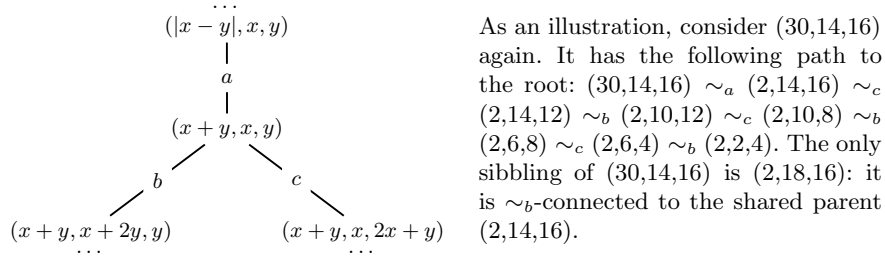 · · ·
(|x − y|, x, y)
a
(x + y, x, y)
b
c
(x + y, x + 2y, y)
(x + y, x, 2x + y)
· · ·
· · ·
As an illustration, consider (30,14,16)
again. It has the following path to
the root: (30,14,16) ∼a (2,14,16) ∼c
(2,14,12) ∼b (2,10,12) ∼c (2,10,8) ∼b
(2,6,8) ∼c (2,6,4) ∼b (2,2,4). The only
sibbling of (30,14,16) is (2,18,16): it
is ∼b-connected to the shared parent
(2,14,16).